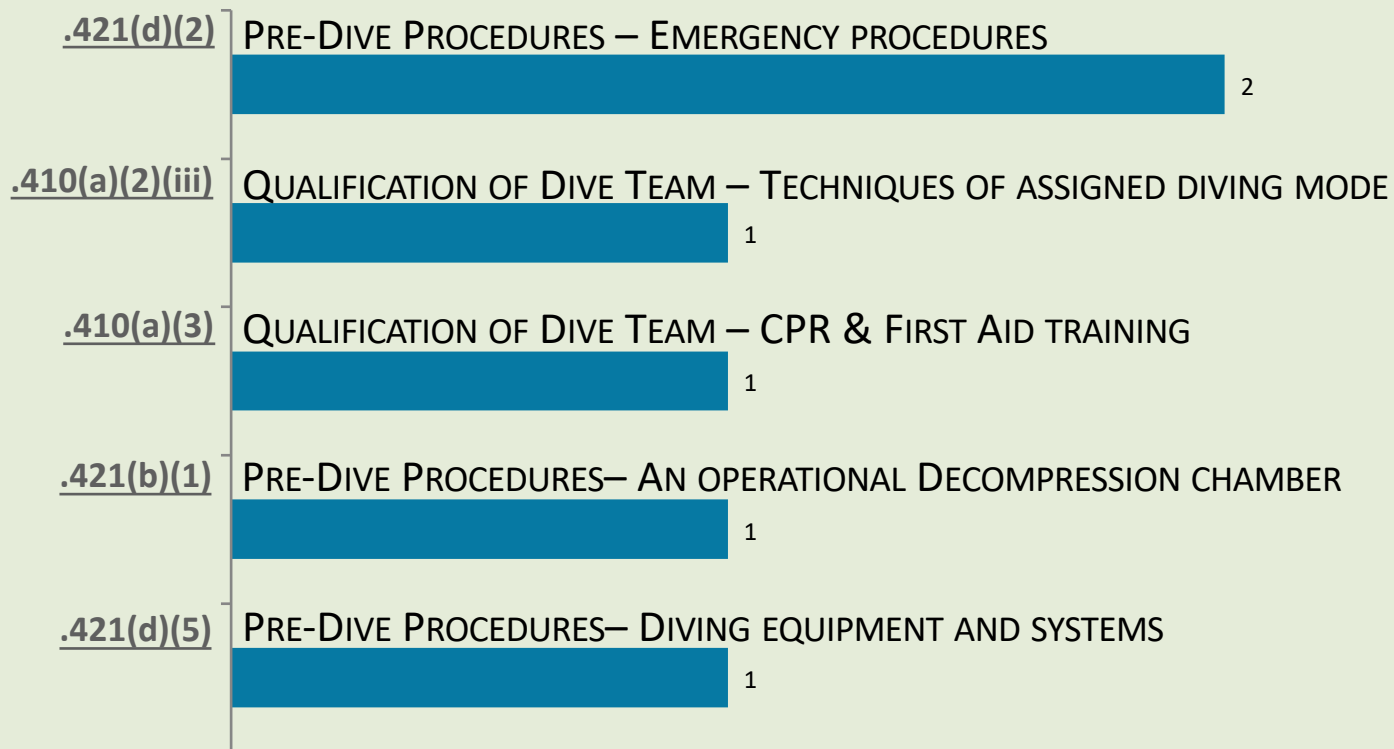 .421(d)(2) Pre-Dive Procedures – Emergency procedures
2
.410(a)(2)(iii) Qualification of Dive Team – Techniques of assigned diving mode
1
.410(a)(3) Qualification of Dive Team – CPR & First Aid training
1
.421(b)(1) Pre-Dive Procedures– An operational Decompression chamber
1
.421(d)(5) Pre-Dive Procedures– Diving equipment and systems
1